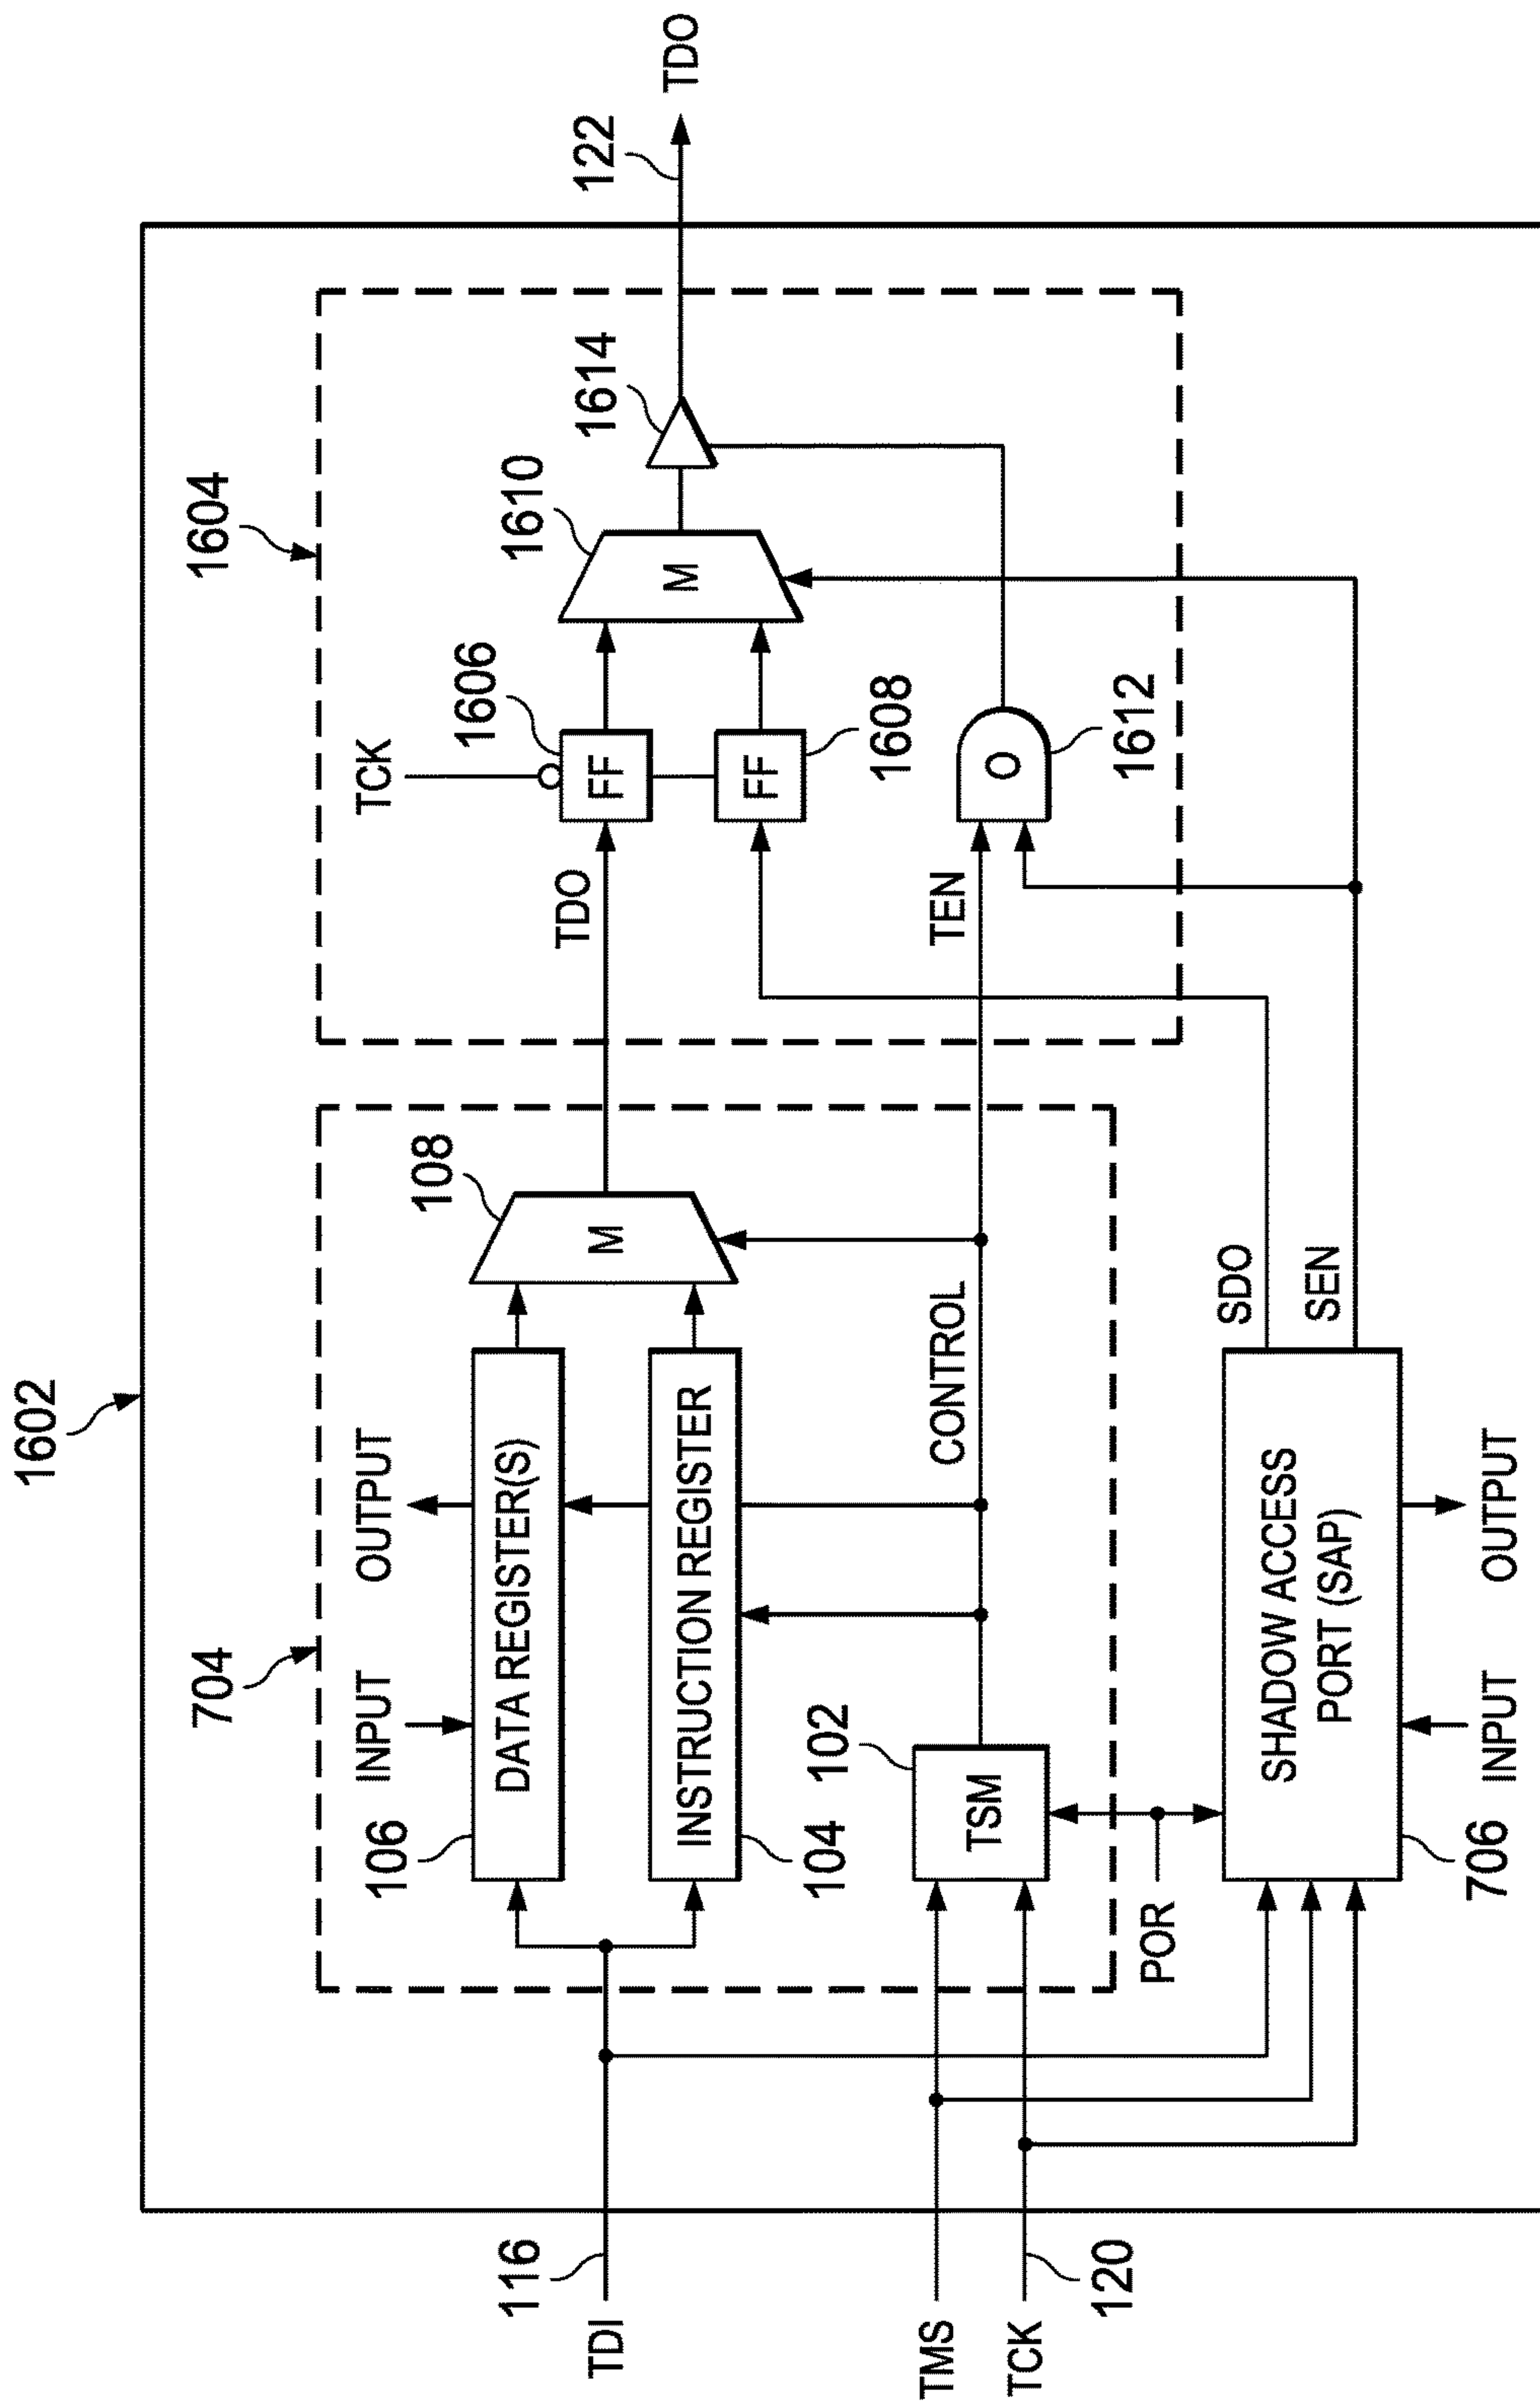 1602
704
1604
INPUT
OUTPUT
TCK
106
DATA REGISTER(S)
108
M
1606
FF
1610
M
1614
122
TDO
116
TDI
TDO
INSTRUCTION REGISTER
104
FF
1608
102
TSM
CONTROL
TEN
O
1612
TMS
TCK
120
POR
SHADOW ACCESS
PORT (SAP)
SDO
SEN
706
INPUT
OUTPUT